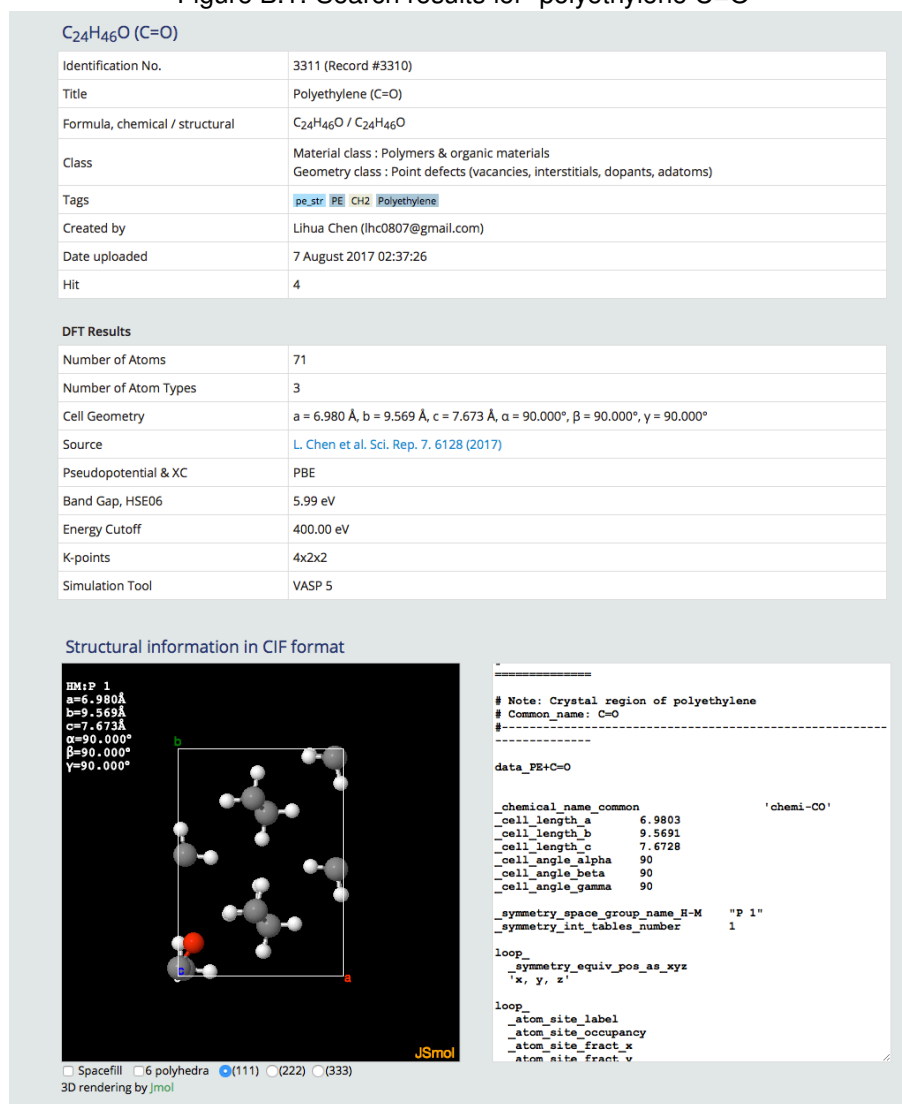 C24H46O (C=O)
Identification No. 3311 (Record #3310)
Title Polyethylene (C=O)
Formula, chemical / structural C24H46O / C24H46O
Class Material class : Polymers & organic materials
Geometry class : Point defects (vacancies, interstitials, dopants, adatoms)
Tags pe_str PE CH2 Polyethylene
Created by Lihua Chen (lhc0807@gmail.com)
Date uploaded 7 August 2017 02:37:26
Hit 4
DFT Results
Number of Atoms 71
Number of Atom Types 3
Cell Geometry a = 6.980 Å, b = 9.569 Å, c = 7.673 Å, α = 90.000°, β = 90.000°, γ = 90.000°
Source L. Chen et al. Sci. Rep. 7. 6128 (2017)
Pseudopotential & XC PBE
Band Gap, HSE06 5.99 eV
Energy Cutoff 400.00 eV
K-points 4x2x2
Simulation Tool VASP 5
Structural information in CIF format
HM:P 1
a=6.980Å
b=9.569Å
c=7.673Å
α=90.000°
β=90.000°
γ=90.000°
b
c
a
JSmol
==============
# Note: Crystal region of polyethylene
# Common_name: C=O
#-----------------------------------------------------
--------------
data_PE+C=O
_chemical_name_common 'chemi-CO'
_cell_length_a 6.9803
_cell_length_b 9.5691
_cell_length_c 7.6728
_cell_angle_alpha 90
_cell_angle_beta 90
_cell_angle_gamma 90
_symmetry_space_group_name_H-M "P 1"
_symmetry_int_tables_number 1
loop_
_symmetry_equiv_pos_as_xyz
'x, y, z'
loop_
_atom_site_label
_atom_site_occupancy
_atom_site_fract_x
_atom_site_fract_y
Spacefill 6 polyhedra (111) (222) (333)
3D rendering by Jmol